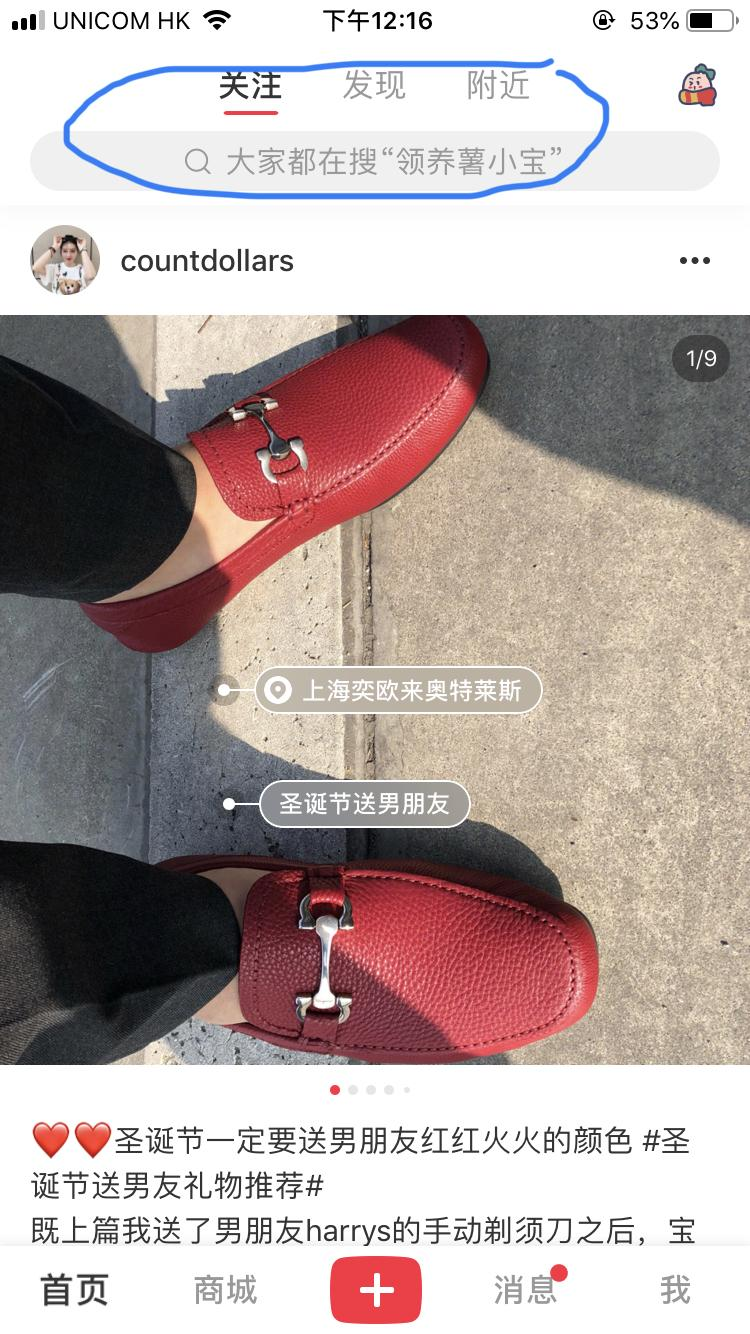 UNICOM HK
下午12:16
53%
关注
发现
附近
大家都在搜“领养薯小宝”
countdollars
1/9
上海奕欧来奥特莱斯
圣诞节送男朋友
❤️❤️圣诞节一定要送男朋友红红火火的颜色 #圣
诞节送男友礼物推荐#
既上篇我送了男朋友harrys的手动剃须刀之后，宝
首页
商城
消息
我